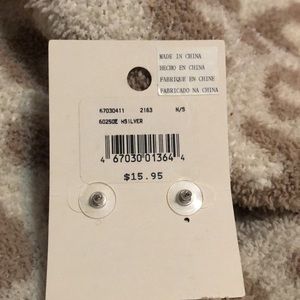 MADE IN CHINA
HECHO EN CHINA
FABRIQUE EN CHINE
FABRICADO NA CHINA
67030411 2163 N/S
60250E HSILVER
4 67030 01364 4
$15.95